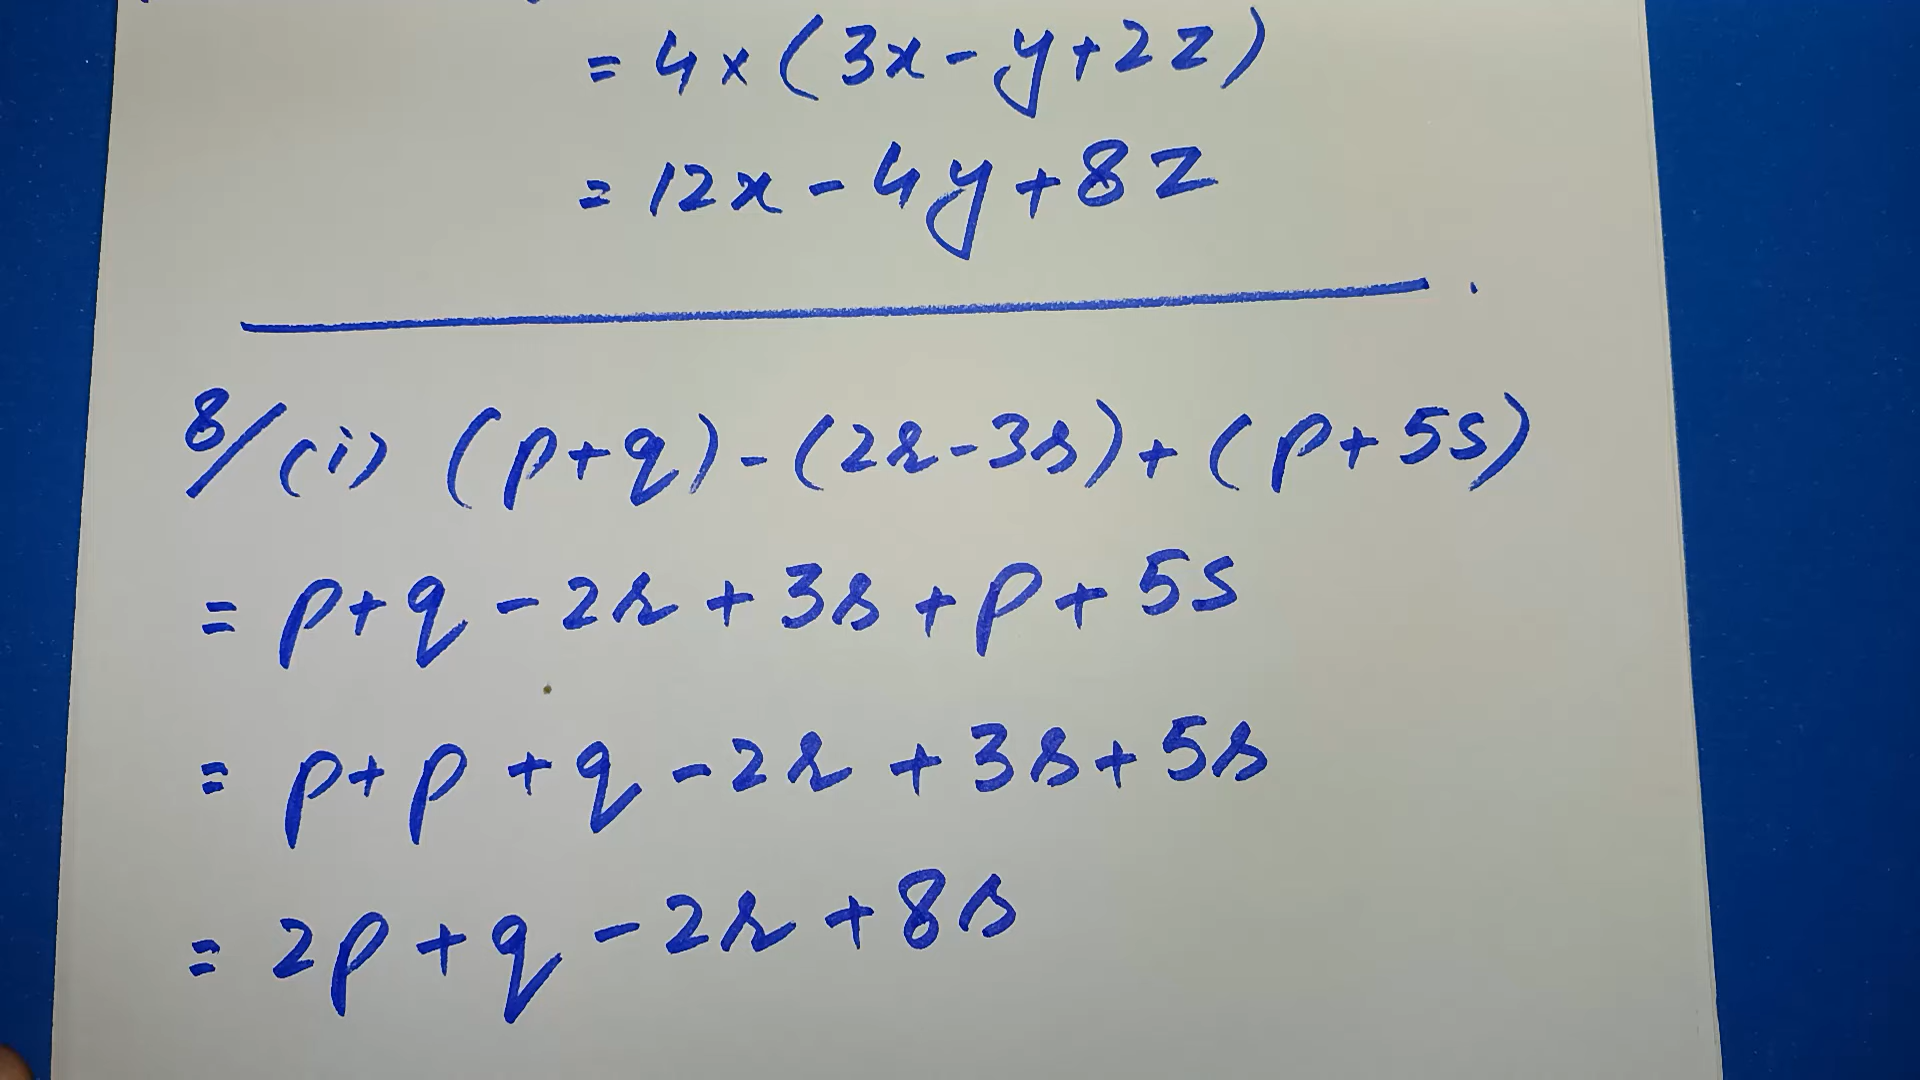 = 4 × (3x - y + 2z)
= 12x - 4y + 8z
8/ (i) (p+q) - (2r - 3s) + (p + 5s)
= p + q - 2r + 3s + p + 5s
= p + p + q - 2r + 3s + 5s
= 2p + q - 2r + 8s